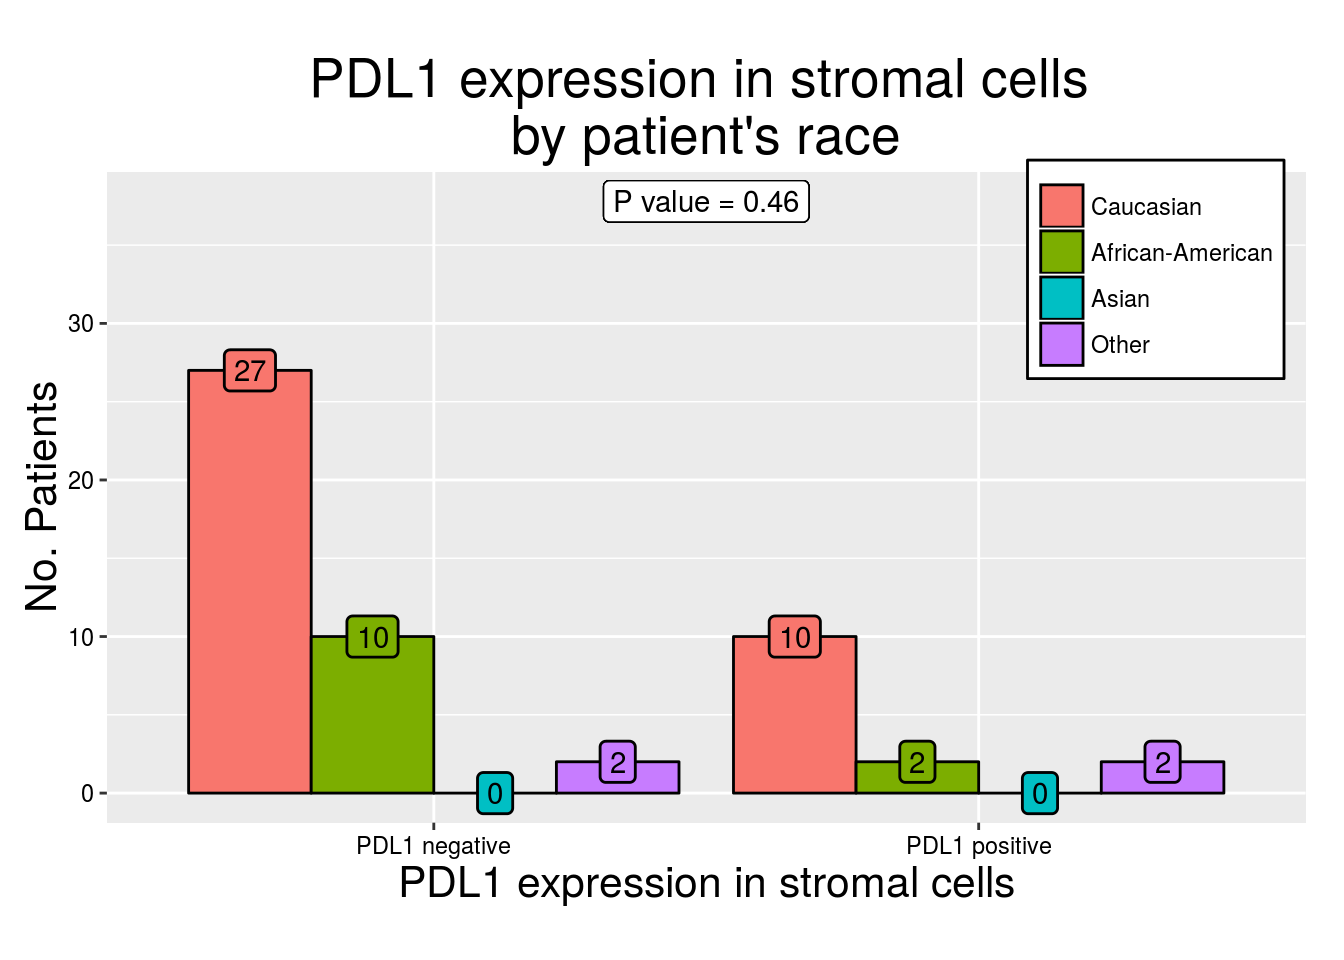 PDL1 expression in stromal cells
by patient's race
P value = 0.46
Caucasian
African-American
Asian
Other
No. Patients
30
20
10
0
27
10
0
2
10
2
0
2
PDL1 negative
PDL1 positive
PDL1 expression in stromal cells